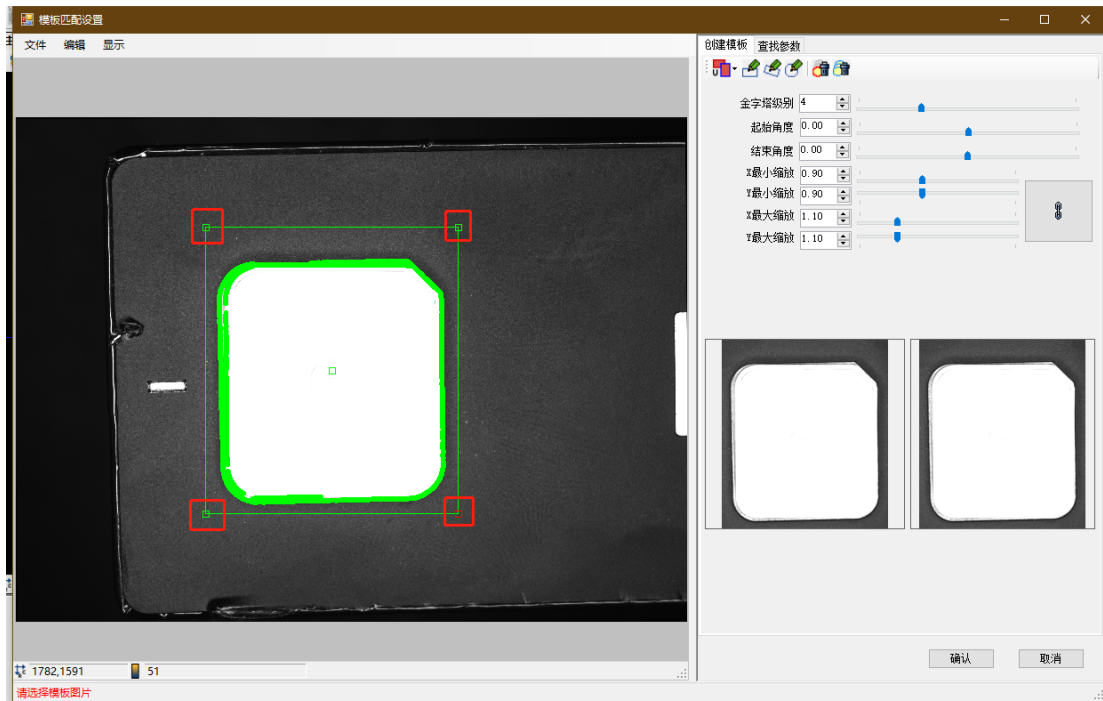 模板匹配设置
文件 编辑 显示
创建模板 查找参数
金字塔级别 4
起始角度 0.00
结束角度 0.00
X最小缩放 0.90
Y最小缩放 0.90
X最大缩放 1.10
Y最大缩放 1.10
确认 取消
1782,1591 51
请选择模板图片